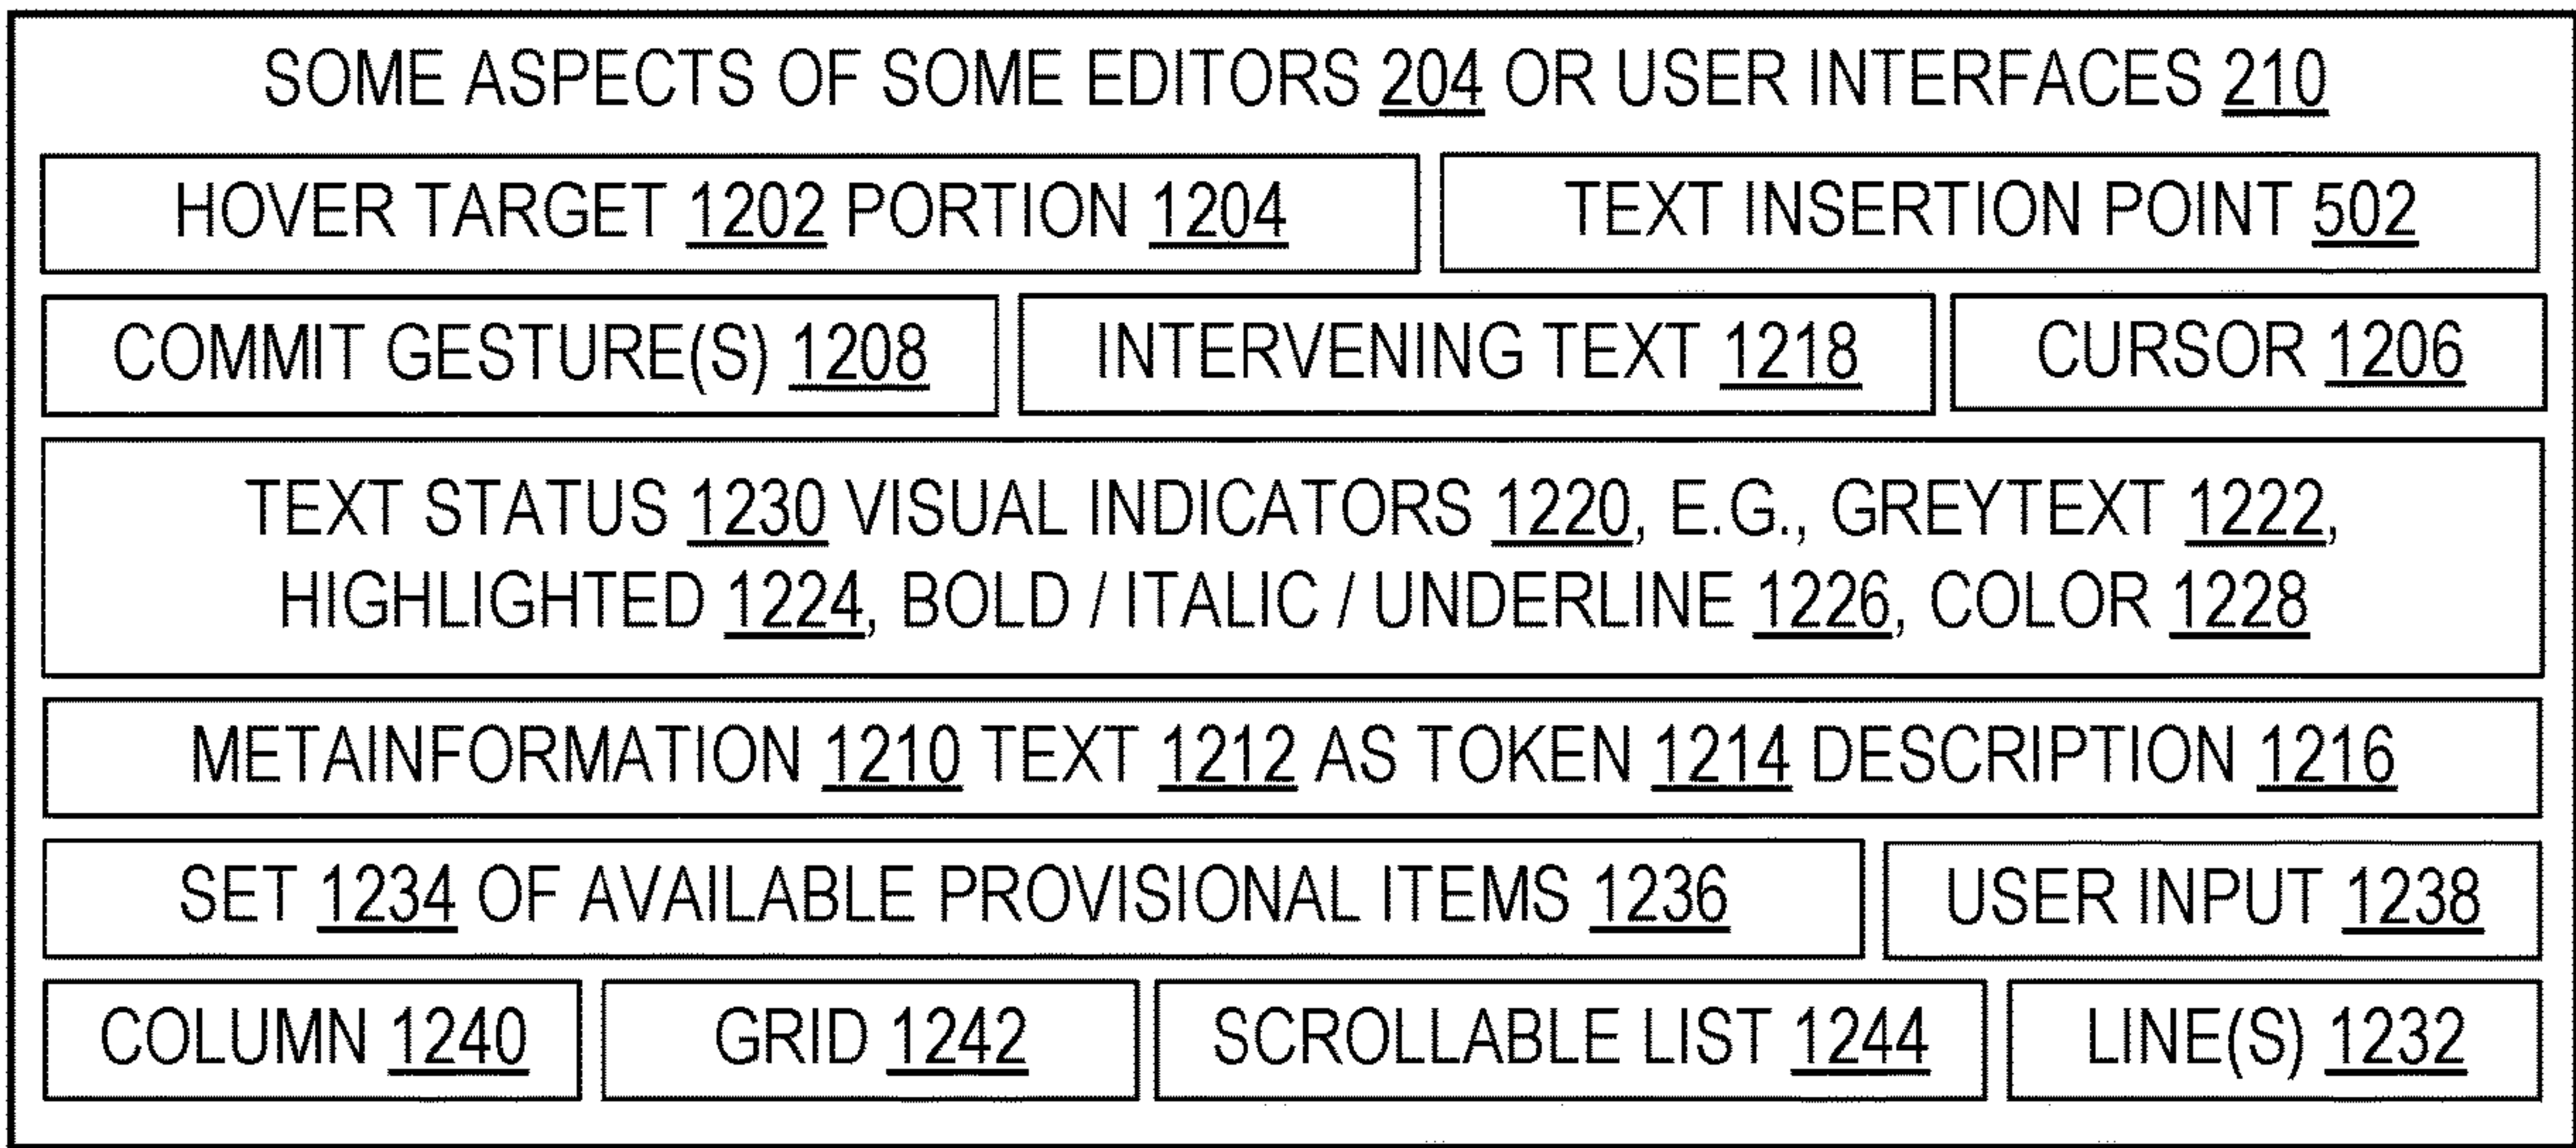 SOME ASPECTS OF SOME EDITORS 204 OR USER INTERFACES 210
HOVER TARGET 1202 PORTION 1204
TEXT INSERTION POINT 502
COMMIT GESTURE(S) 1208
INTERVENING TEXT 1218
CURSOR 1206
TEXT STATUS 1230 VISUAL INDICATORS 1220, E.G., GREYTEXT 1222,
HIGHLIGHTED 1224, BOLD / ITALIC / UNDERLINE 1226, COLOR 1228
METAINFORMATION 1210 TEXT 1212 AS TOKEN 1214 DESCRIPTION 1216
SET 1234 OF AVAILABLE PROVISIONAL ITEMS 1236
USER INPUT 1238
COLUMN 1240
GRID 1242
SCROLLABLE LIST 1244
LINE(S) 1232